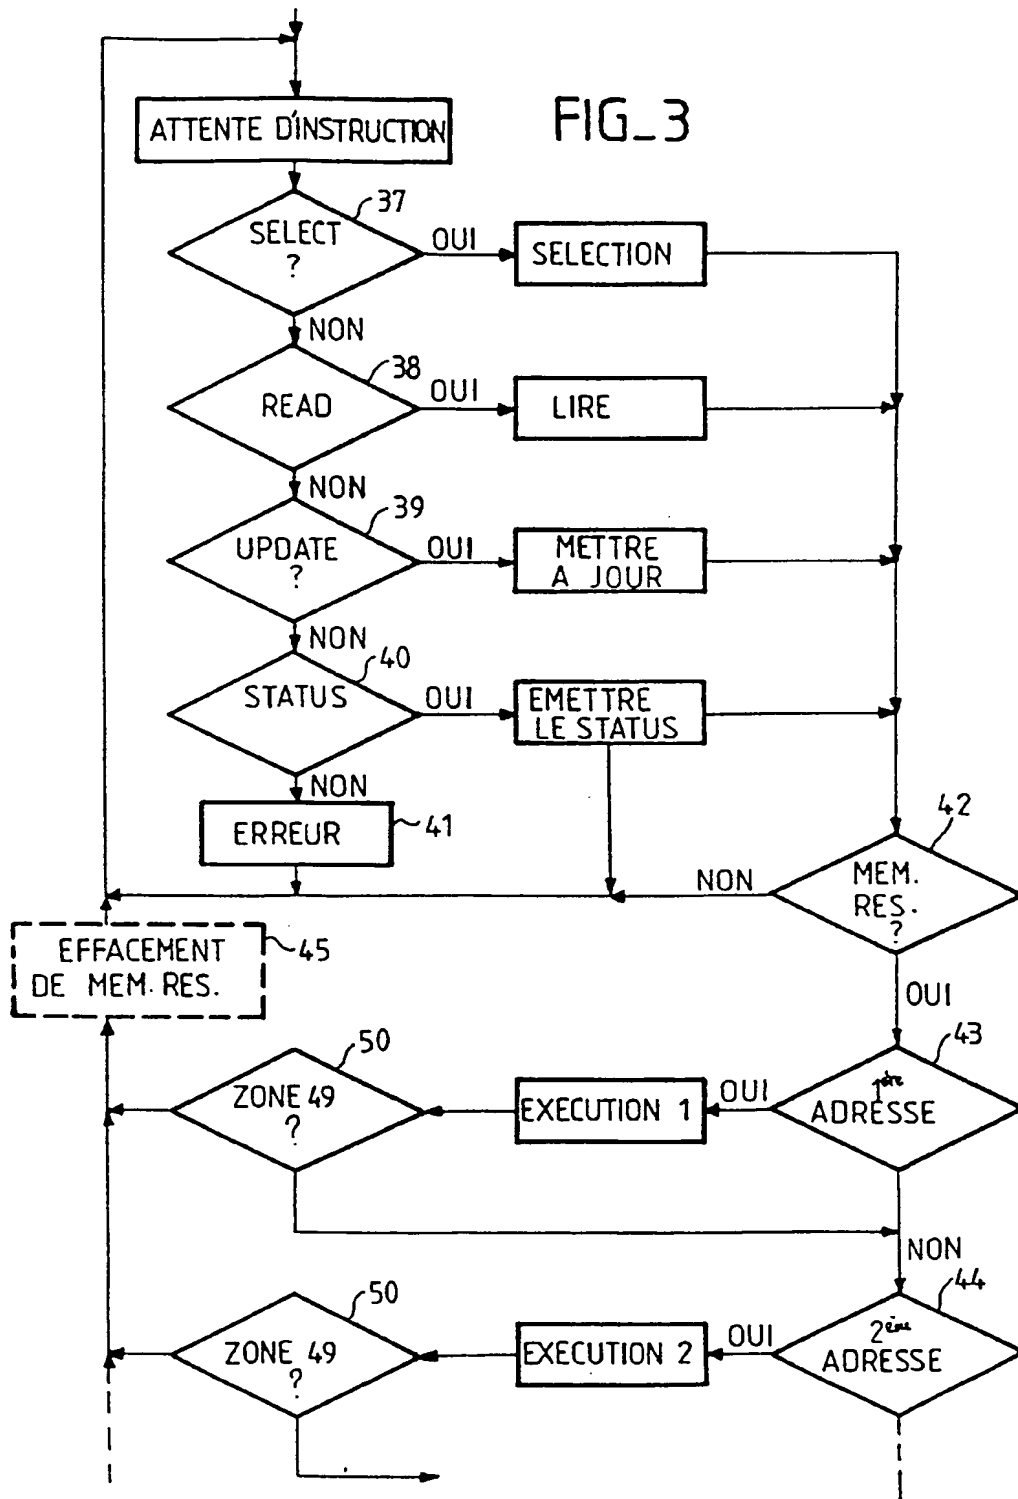 FIG_3
ATTENTE D'INSTRUCTION
37
SELECT
?
OUI
SELECTION
NON
38
READ
OUI
LIRE
NON
39
UPDATE
?
OUI
METTRE
A JOUR
NON
40
STATUS
OUI
EMETTRE
LE STATUS
NON
ERREUR
41
42
MEM.
RES.
?
NON
EFFACEMENT
DE MEM. RES.
45
OUI
43
1ère
ADRESSE
OUI
EXECUTION 1
50
ZONE 49
?
NON
44
2ème
ADRESSE
OUI
EXECUTION 2
50
ZONE 49
?